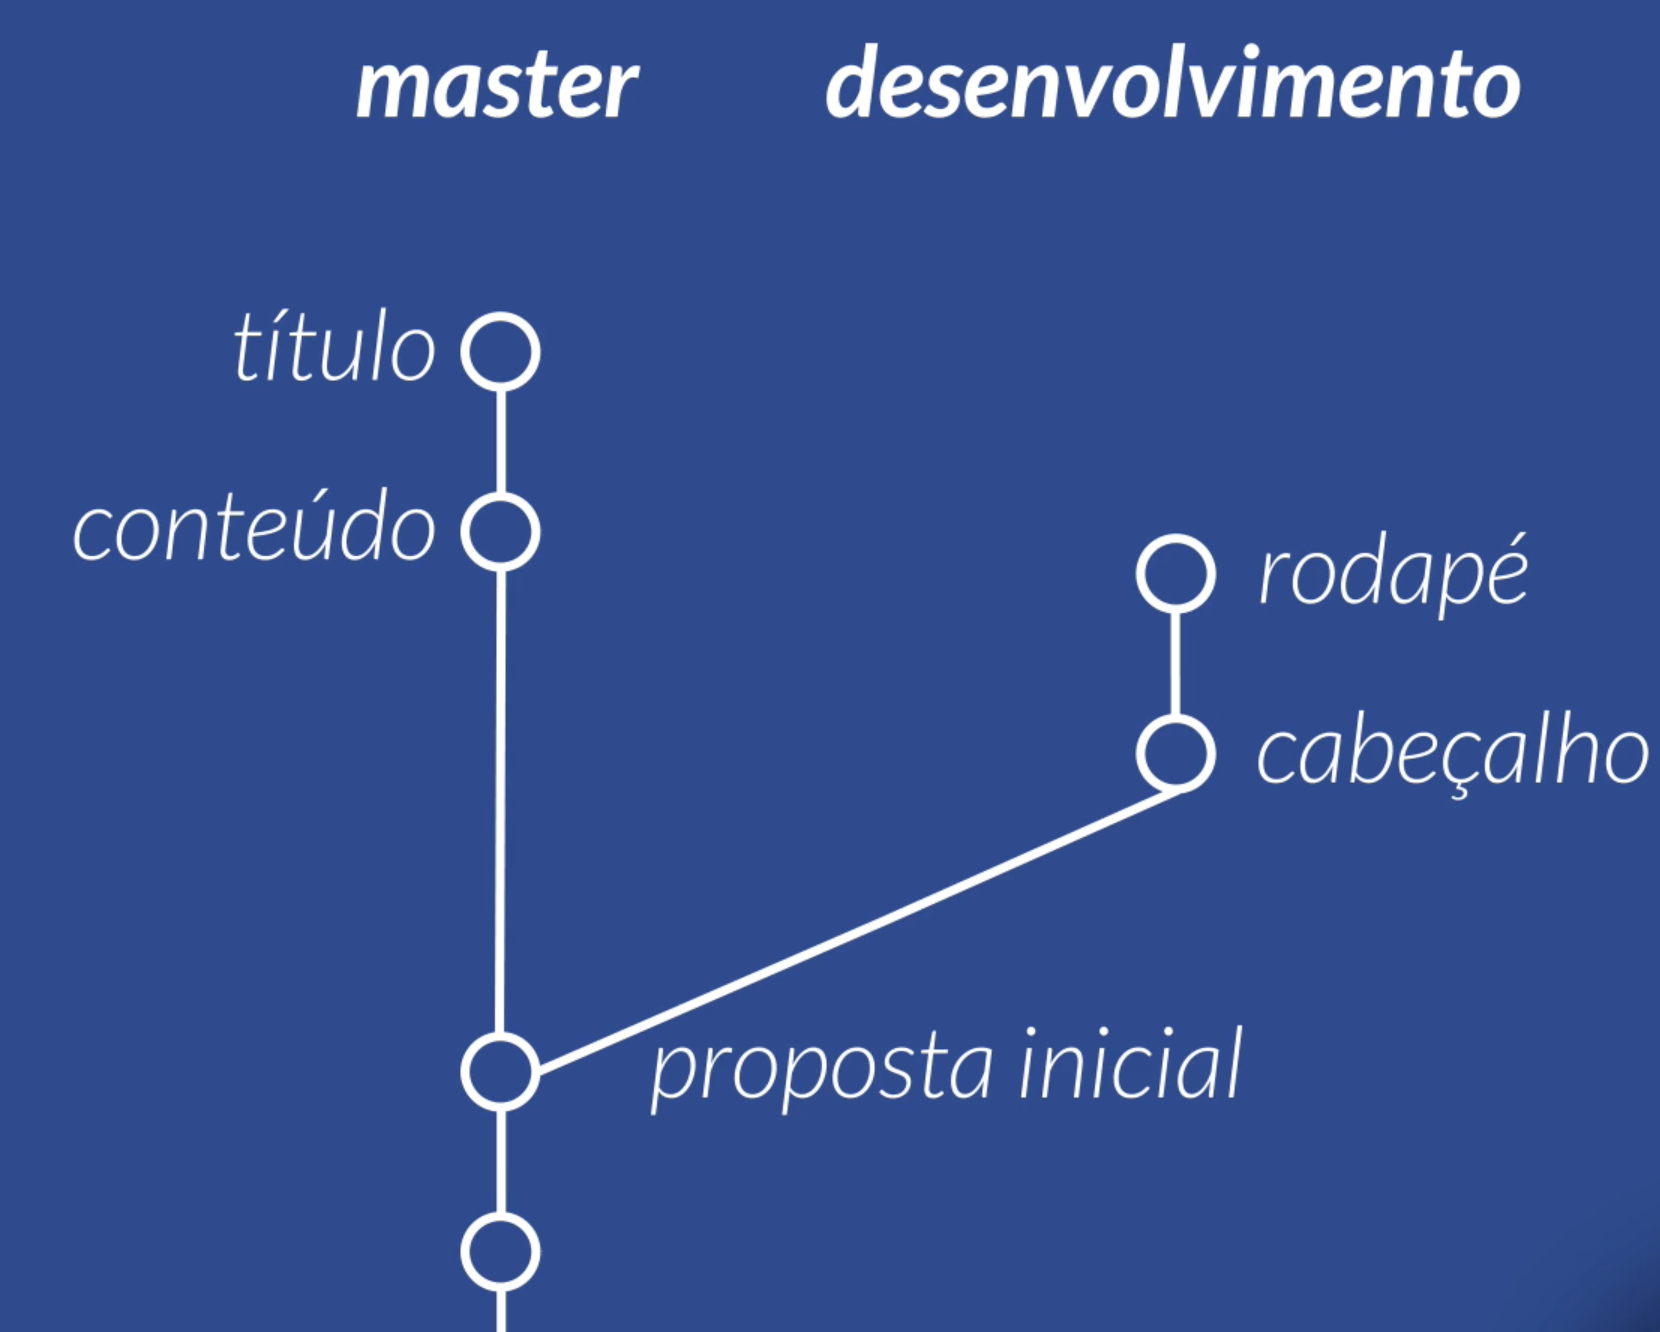 master
desenvolvimento
título
conteúdo
rodapé
cabeçalho
proposta inicial